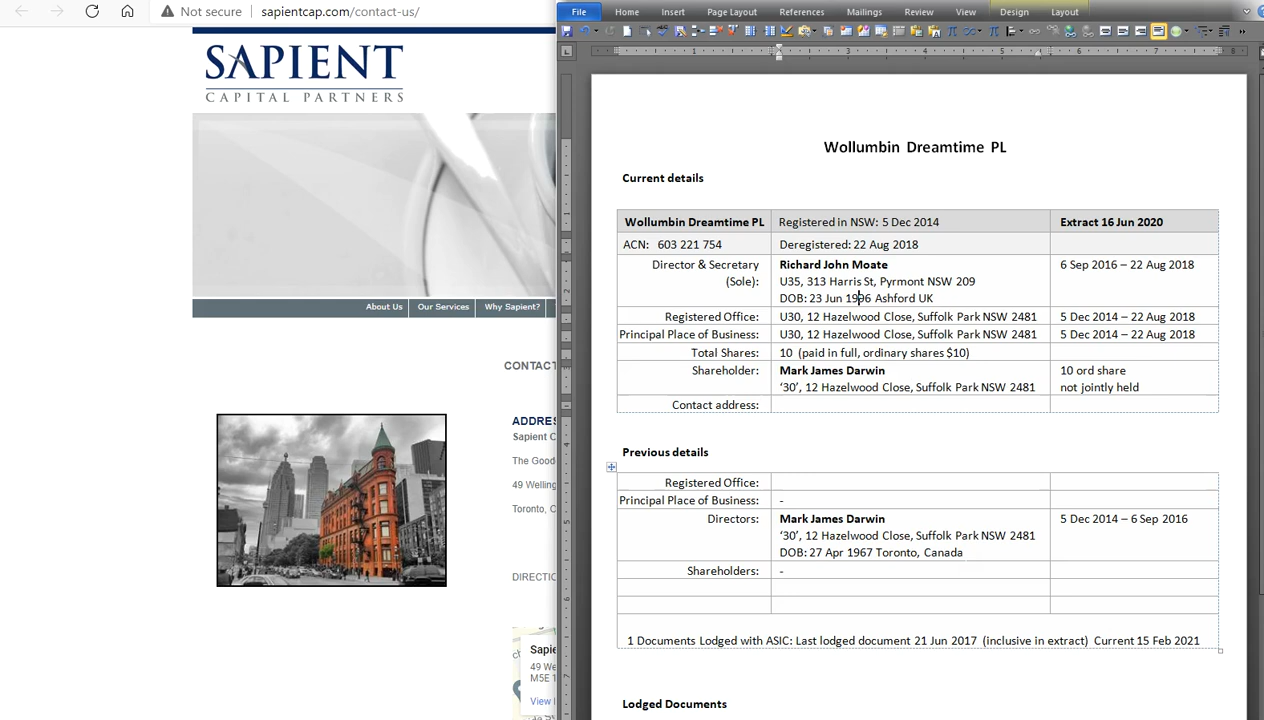 Not secure
sapientcap.com/contact-us/
SAPIENT
CAPITAL PARTNERS
About Us
Our Services
Why Sapient?
CONTAC
ADDRE
Sapient C
The Good
49 Welling
Toronto, O
DIRECTIO
Sapie
49 We
M5E 1
View l
File
Home
Insert
Page Layout
References
Mailings
Review
View
Design
Layout
Wollumbin Dreamtime PL
Current details
Wollumbin Dreamtime PL Registered in NSW: 5 Dec 2014 Extract 16 Jun 2020
ACN: 603 221 754 Deregistered: 22 Aug 2018
Director & Secretary Richard John Moate 6 Sep 2016 – 22 Aug 2018
(Sole): U35, 313 Harris St, Pyrmont NSW 209
DOB: 23 Jun 1996 Ashford UK
Registered Office: U30, 12 Hazelwood Close, Suffolk Park NSW 2481 5 Dec 2014 – 22 Aug 2018
Principal Place of Business: U30, 12 Hazelwood Close, Suffolk Park NSW 2481 5 Dec 2014 – 22 Aug 2018
Total Shares: 10 (paid in full, ordinary shares $10)
Shareholder: Mark James Darwin 10 ord share
‘30’, 12 Hazelwood Close, Suffolk Park NSW 2481 not jointly held
Contact address:
Previous details
Registered Office:
Principal Place of Business: -
Directors: Mark James Darwin 5 Dec 2014 – 6 Sep 2016
‘30’, 12 Hazelwood Close, Suffolk Park NSW 2481
DOB: 27 Apr 1967 Toronto, Canada
Shareholders: -
1 Documents Lodged with ASIC: Last lodged document 21 Jun 2017 (inclusive in extract) Current 15 Feb 2021
Lodged Documents